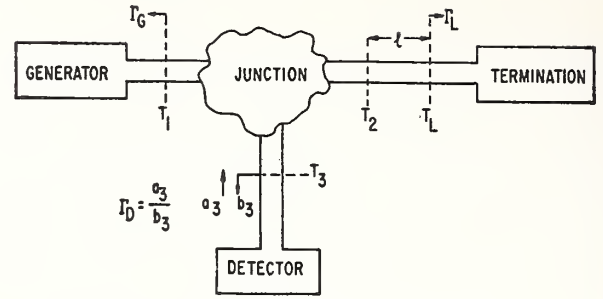 Γ_G
Γ_L
ℓ
GENERATOR
JUNCTION
TERMINATION
T_1
T_2
T_L
T_3
Γ_D = a_3/b_3
a_3
b_3
DETECTOR